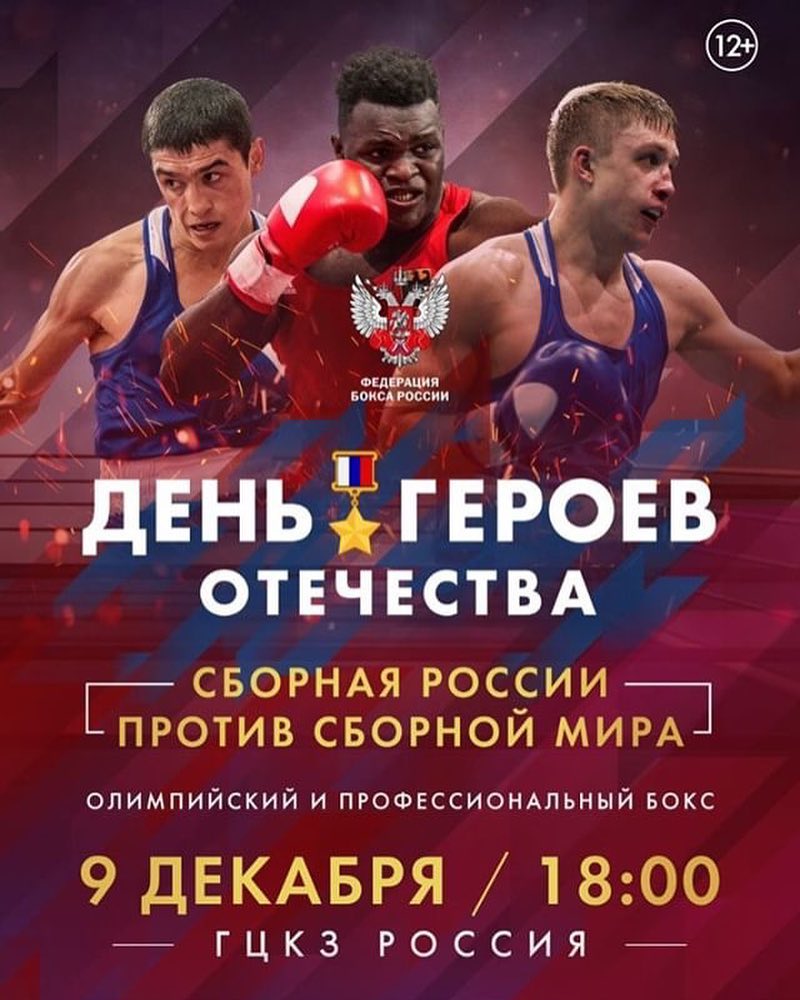 12+
ФЕДЕРАЦИЯ
БОКСА РОССИИ
ДЕНЬ ГЕРОЕВ
ОТЕЧЕСТВА
СБОРНАЯ РОССИИ
ПРОТИВ СБОРНОЙ МИРА
ОЛИМПИЙСКИЙ И ПРОФЕССИОНАЛЬНЫЙ БОКС
9 ДЕКАБРЯ / 18:00
ГЦКЗ РОССИЯ